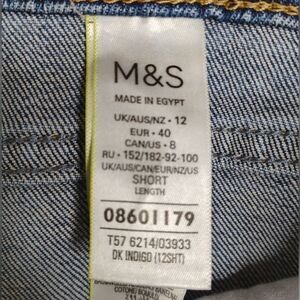 M&S
MADE IN EGYPT
UK/AUS/NZ • 12
EUR • 40
CAN/US • 8
RU • 152/182-92-100
UK/AUS/CAN/EUR/NZ/US
SHORT
LENGTH
08601179
T57 6214/03933
DK INDIGO (12SHT)